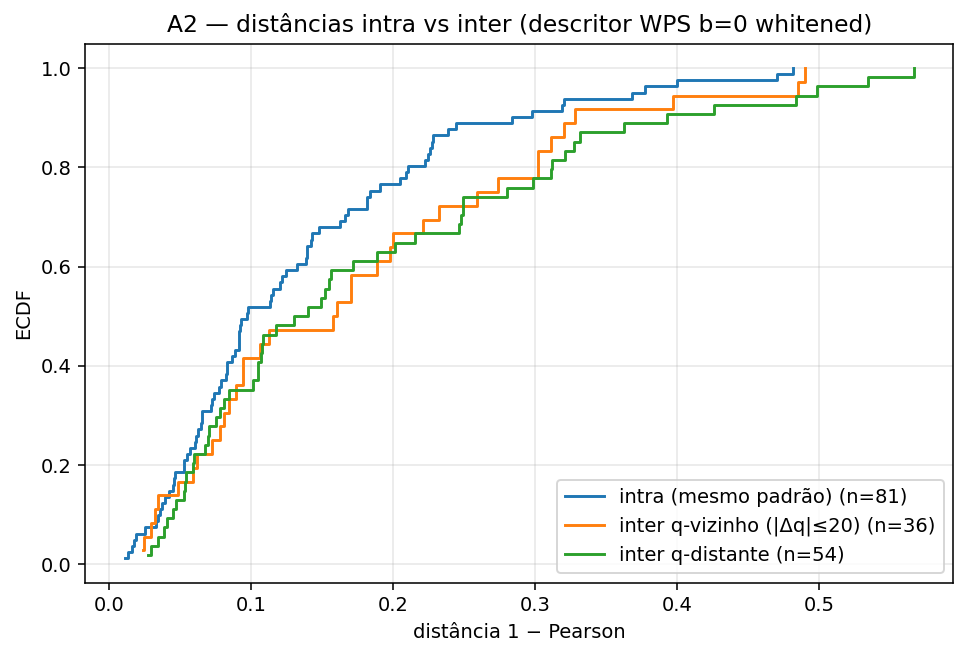 A2 — distâncias intra vs inter (descritor WPS b=0 whitened)
ECDF
1.0
0.8
0.6
0.4
0.2
0.0
intra (mesmo padrão) (n=81)
inter q-vizinho (|Δq|≤20) (n=36)
inter q-distante (n=54)
0.0 0.1 0.2 0.3 0.4 0.5
distância 1 − Pearson